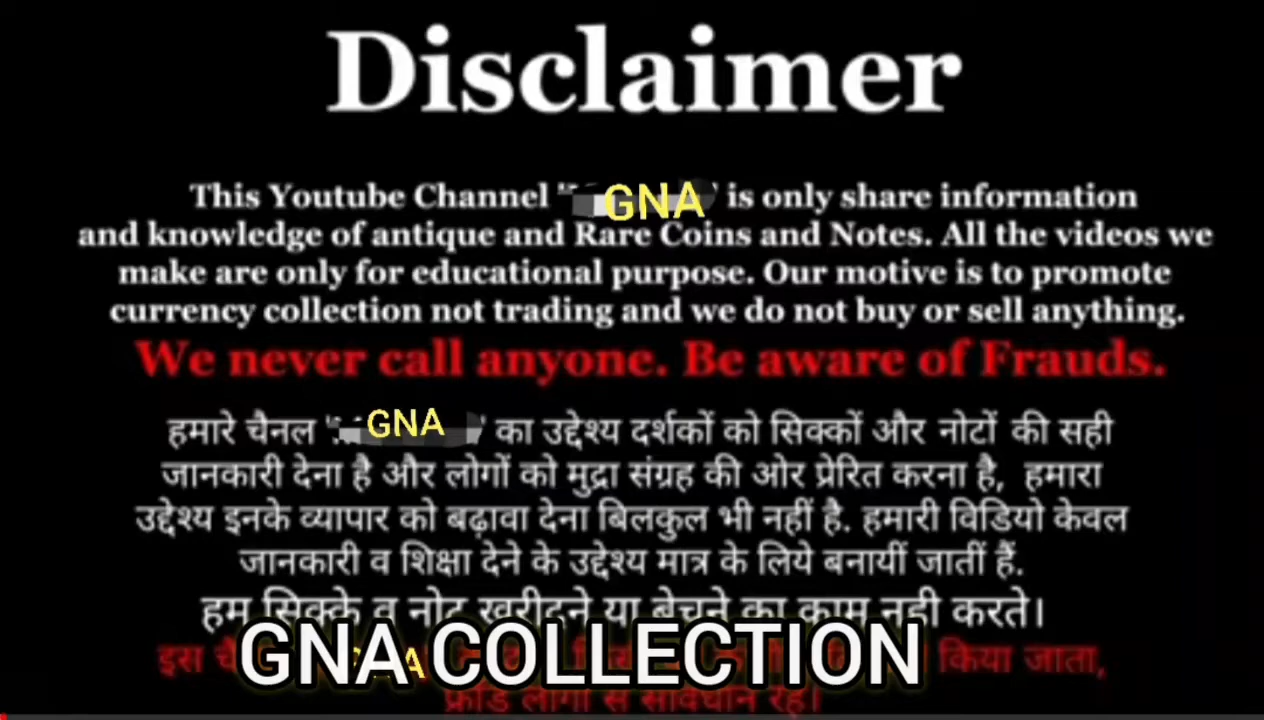 Disclaimer
This Youtube Channel " GNA ' is only share information
and knowledge of antique and Rare Coins and Notes. All the videos we
make are only for educational purpose. Our motive is to promote
currency collection not trading and we do not buy or sell anything.
We never call anyone. Be aware of Frauds.
हमारे चैनल " GNA ' का उद्देश्य दर्शकों को सिक्कों और नोटों की सही
जानकारी देना है और लोगों को मुद्रा संग्रह की ओर प्रेरित करना है, हमारा
उद्देश्य इनके व्यापार को बढ़ावा देना बिलकुल भी नहीं है. हमारी विडियो केवल
जानकारी व शिक्षा देने के उद्देश्य मात्र के लिये बनायीं जातीं हैं.
हम सिक्के व नोट खरीदने या बेचने का काम नही करते।
GNA COLLECTION
इस किया जाता,
फ्रॉड लोगों से सावधान रहें।